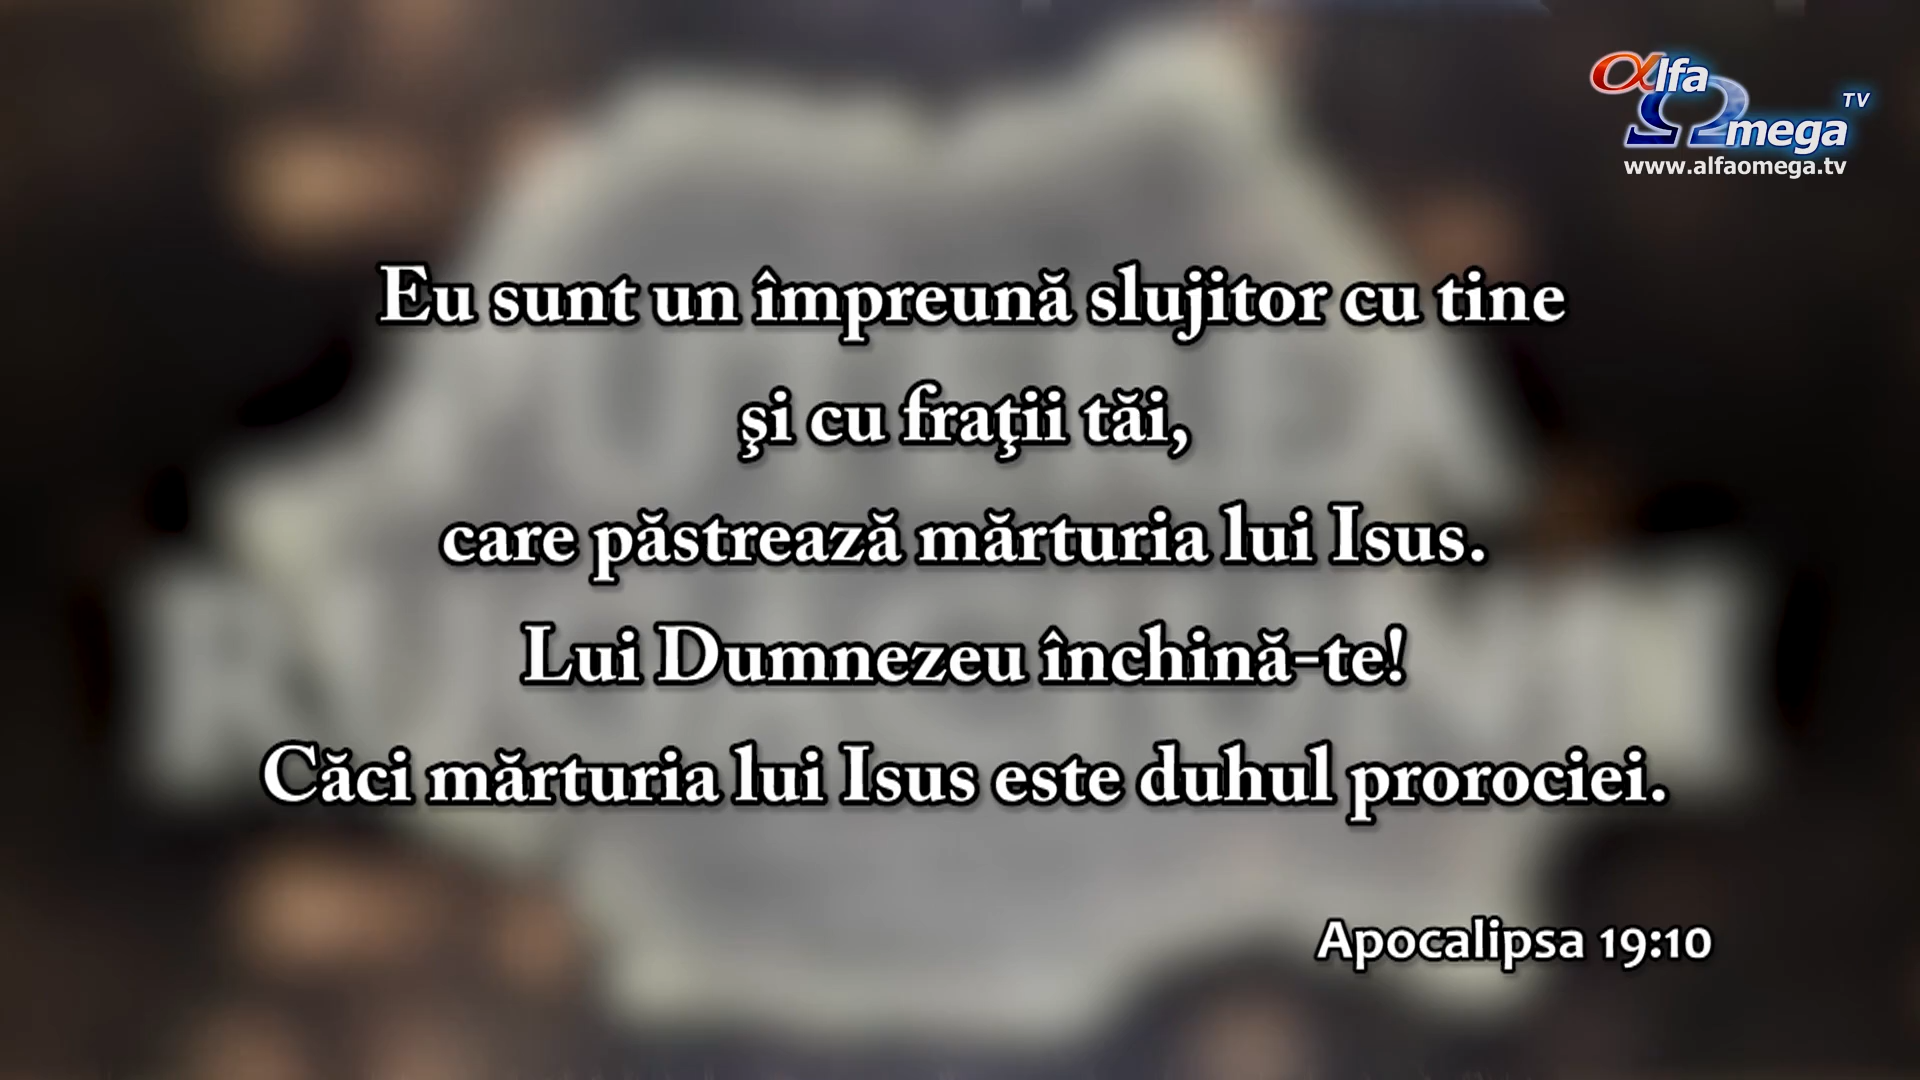 Alfa
Omega TV
www.alfaomega.tv
Eu sunt un împreună slujitor cu tine
şi cu fraţii tăi,
care păstrează mărturia lui Isus.
Lui Dumnezeu închină-te!
Căci mărturia lui Isus este duhul prorociei.
Apocalipsa 19:10